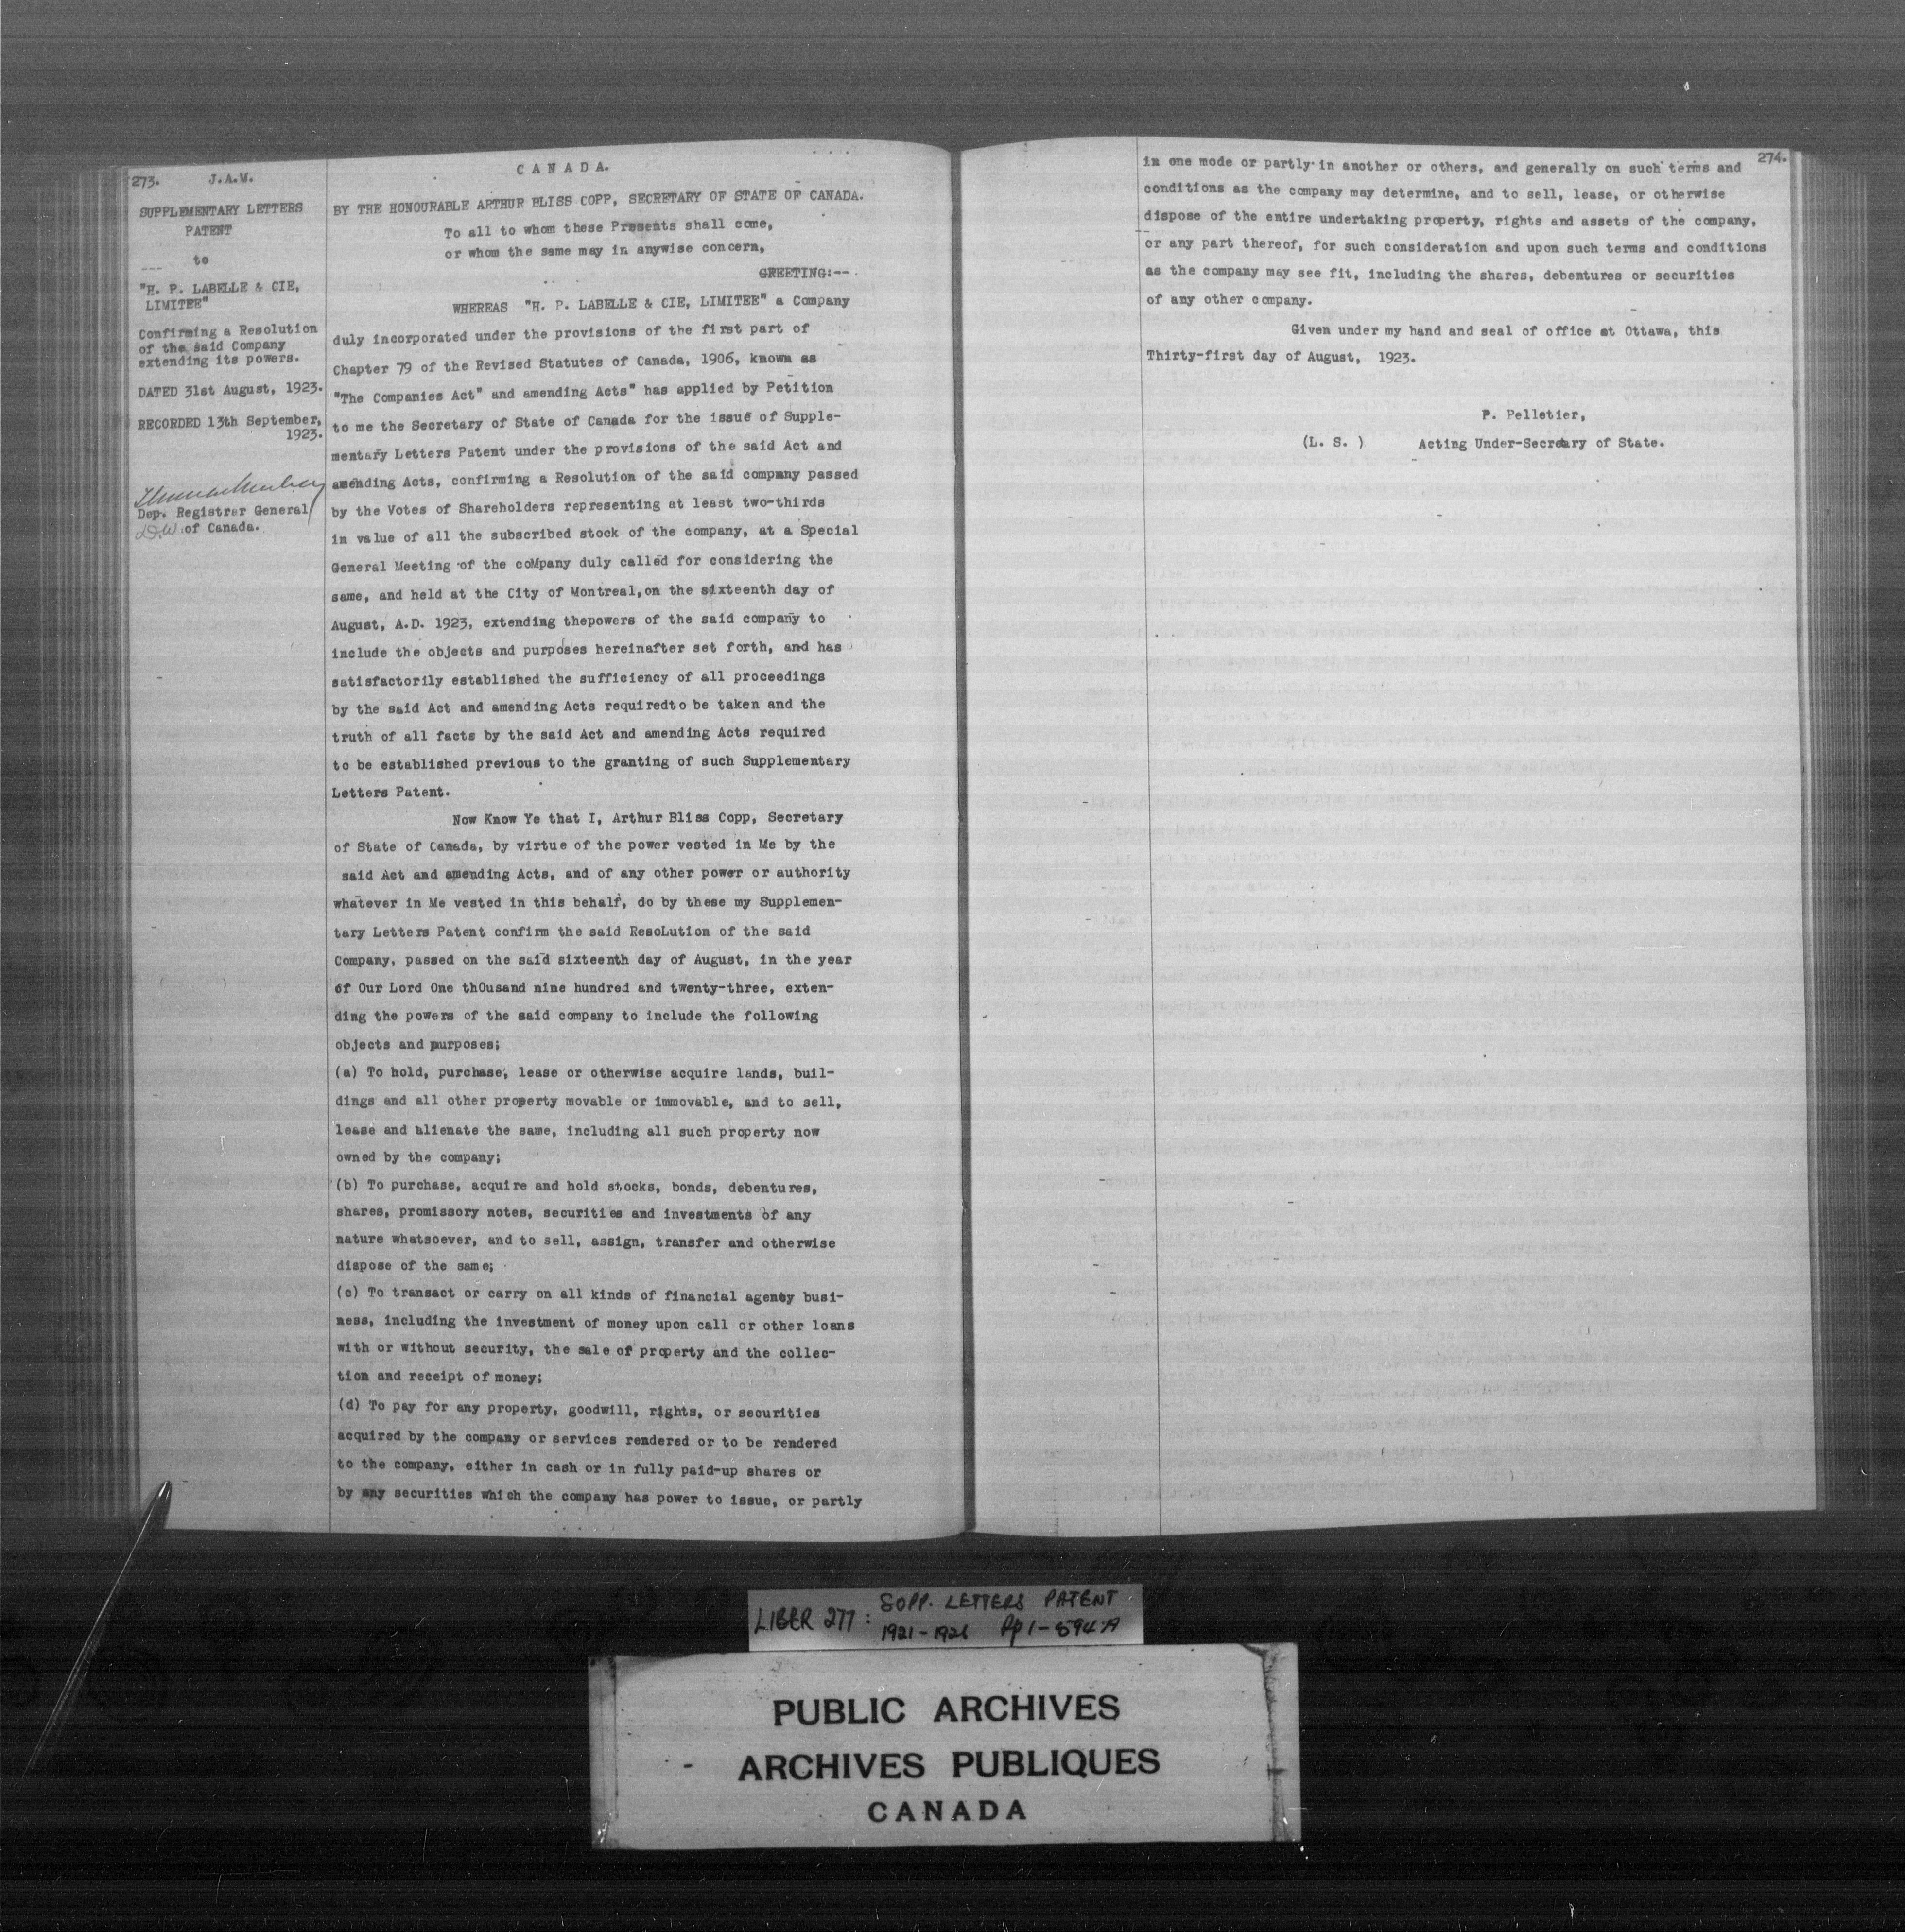 273. J.A.M.
SUPPLEMENTARY LETTERS
PATENT
to
"H. P. LABELLE & CIE,
LIMITEE"
Confirming a Resolution
of the said Company
extending its powers.
DATED 31st August, 1923.
RECORDED 13th September,
1923.
Dep. Registrar General
D.W. of Canada.
CANADA.
BY THE HONOURABLE ARTHUR BLISS COPP, SECRETARY OF STATE OF CANADA.
To all to whom these Presents shall come,
or whom the same may in anywise concern,
GREETING:--
WHEREAS "H. P. LABELLE & CIE, LIMITEE" a Company
duly incorporated under the provisions of the first part of
Chapter 79 of the Revised Statutes of Canada, 1906, known as
"The Companies Act" and amending Acts" has applied by Petition
to me the Secretary of State of Canada for the issue of Supple-
mentary Letters Patent under the provisions of the said Act and
amending Acts, confirming a Resolution of the said company passed
by the Votes of Shareholders representing at least two-thirds
in value of all the subscribed stock of the company, at a Special
General Meeting of the coMpany duly called for considering the
same, and held at the City of Montreal,on the sixteenth day of
August, A.D. 1923, extending thepowers of the said company to
include the objects and purposes hereinafter set forth, and has
satisfactorily established the sufficiency of all proceedings
by the said Act and amending Acts requiredto be taken and the
truth of all facts by the said Act and amending Acts required
to be established previous to the granting of such Supplementary
Letters Patent.
Now Know Ye that I, Arthur Bliss Copp, Secretary
of State of Canada, by virtue of the power vested in Me by the
said Act and amending Acts, and of any other power or authority
whatever in Me vested in this behalf, do by these my Supplemen-
tary Letters Patent confirm the said ResoLution of the said
Company, passed on the said sixteenth day of August, in the year
of Our Lord One thOusand nine hundred and twenty-three, exten-
ding the powers of the said company to include the following
objects and purposes;
(a) To hold, purchase, lease or otherwise acquire lands, buil-
dings and all other property movable or immovable, and to sell,
lease and alienate the same, including all such property now
owned by the company;
(b) To purchase, acquire and hold stocks, bonds, debentures,
shares, promissory notes, securities and investments of any
nature whatsoever, and to sell, assign, transfer and otherwise
dispose of the same;
(c) To transact or carry on all kinds of financial agency busi-
ness, including the investment of money upon call or other loans
with or without security, the sale of property and the collec-
tion and receipt of money;
(d) To pay for any property, goodwill, rights, or securities
acquired by the company or services rendered or to be rendered
to the company, either in cash or in fully paid-up shares or
by any securities which the company has power to issue, or partly
274.
in one mode or partly in another or others, and generally on such terms and
conditions as the company may determine, and to sell, lease, or otherwise
dispose of the entire undertaking property, rights and assets of the company,
or any part thereof, for such consideration and upon such terms and conditions
as the company may see fit, including the shares, debentures or securities
of any other company.
Given under my hand and seal of office at Ottawa, this
Thirty-first day of August, 1923.
P. Pelletier,
(L. S. ) Acting Under-Secretary of State.
LIBER 277: SUPP. LETTERS PATENT
1921-1926 Pp 1-594A
PUBLIC ARCHIVES
ARCHIVES PUBLIQUES
CANADA